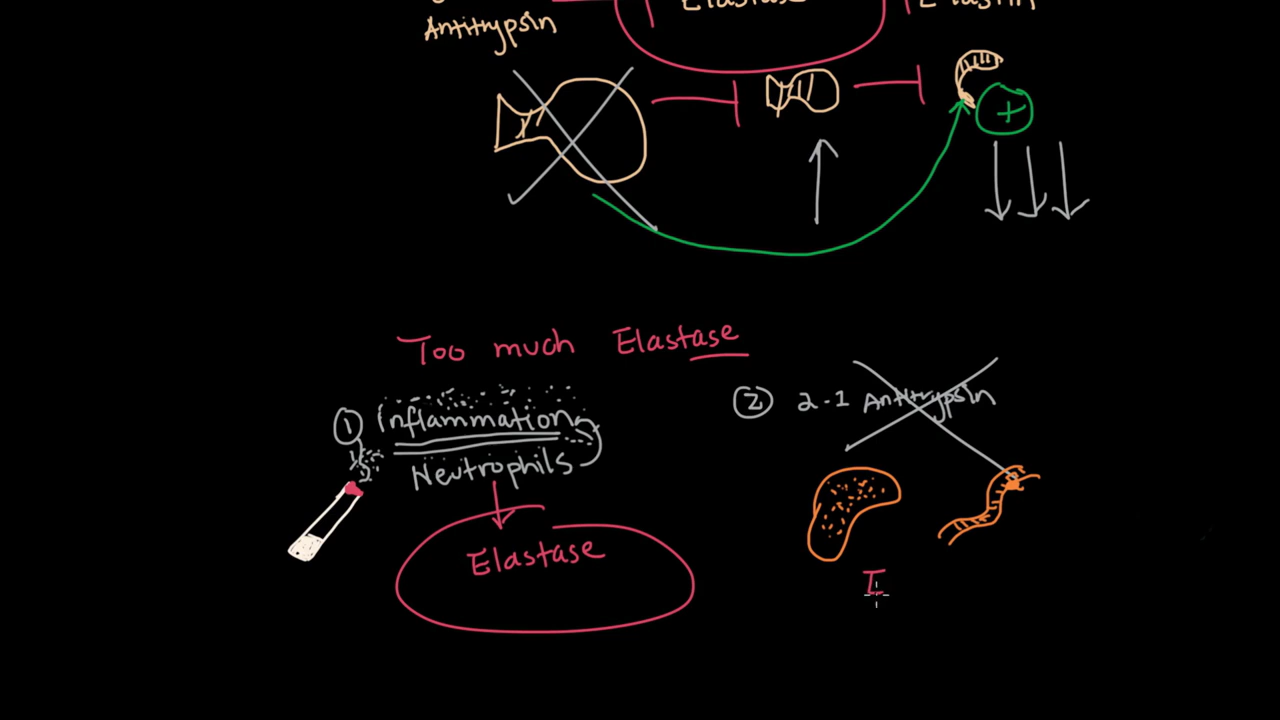 Elastase
Elastin
Antitrypsin
+
Too much Elastase
① Inflammation
Neutrophils
Elastase
② α-1 Antitrypsin
I